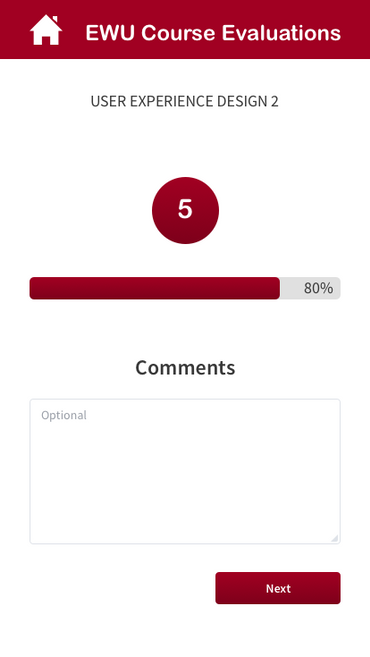 EWU Course Evaluations
USER EXPERIENCE DESIGN 2
5
80%
Comments
Optional
Next